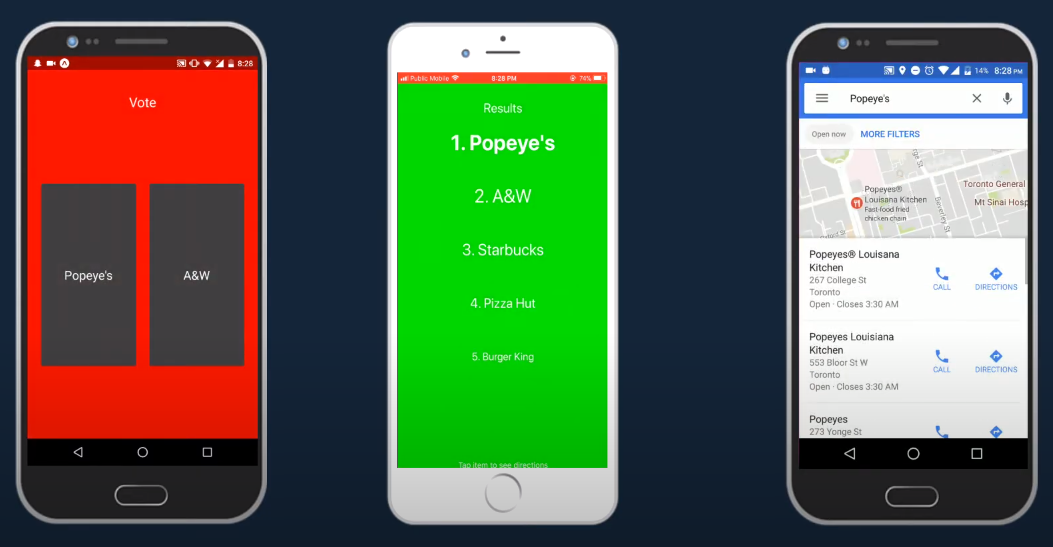 8:28
Vote
Popeye's
A&W
Public Mobile
8:28 PM
74%
Results
1. Popeye's
2. A&W
3. Starbucks
4. Pizza Hut
5. Burger King
Tap item to see directions
14% 8:28 PM
Popeye's
Open now
MORE FILTERS
Toronto General
Mt Sinai Hosp
Popeyes®
Louisiana Kitchen
Fast-food fried
chicken chain
Beverley St
Popeyes® Louisana
Kitchen
267 College St
Toronto
Open · Closes 3:30 AM
CALL
DIRECTIONS
Popeyes Louisiana
Kitchen
553 Bloor St W
Toronto
Open · Closes 3:30 AM
CALL
DIRECTIONS
Popeyes
273 Yonge St